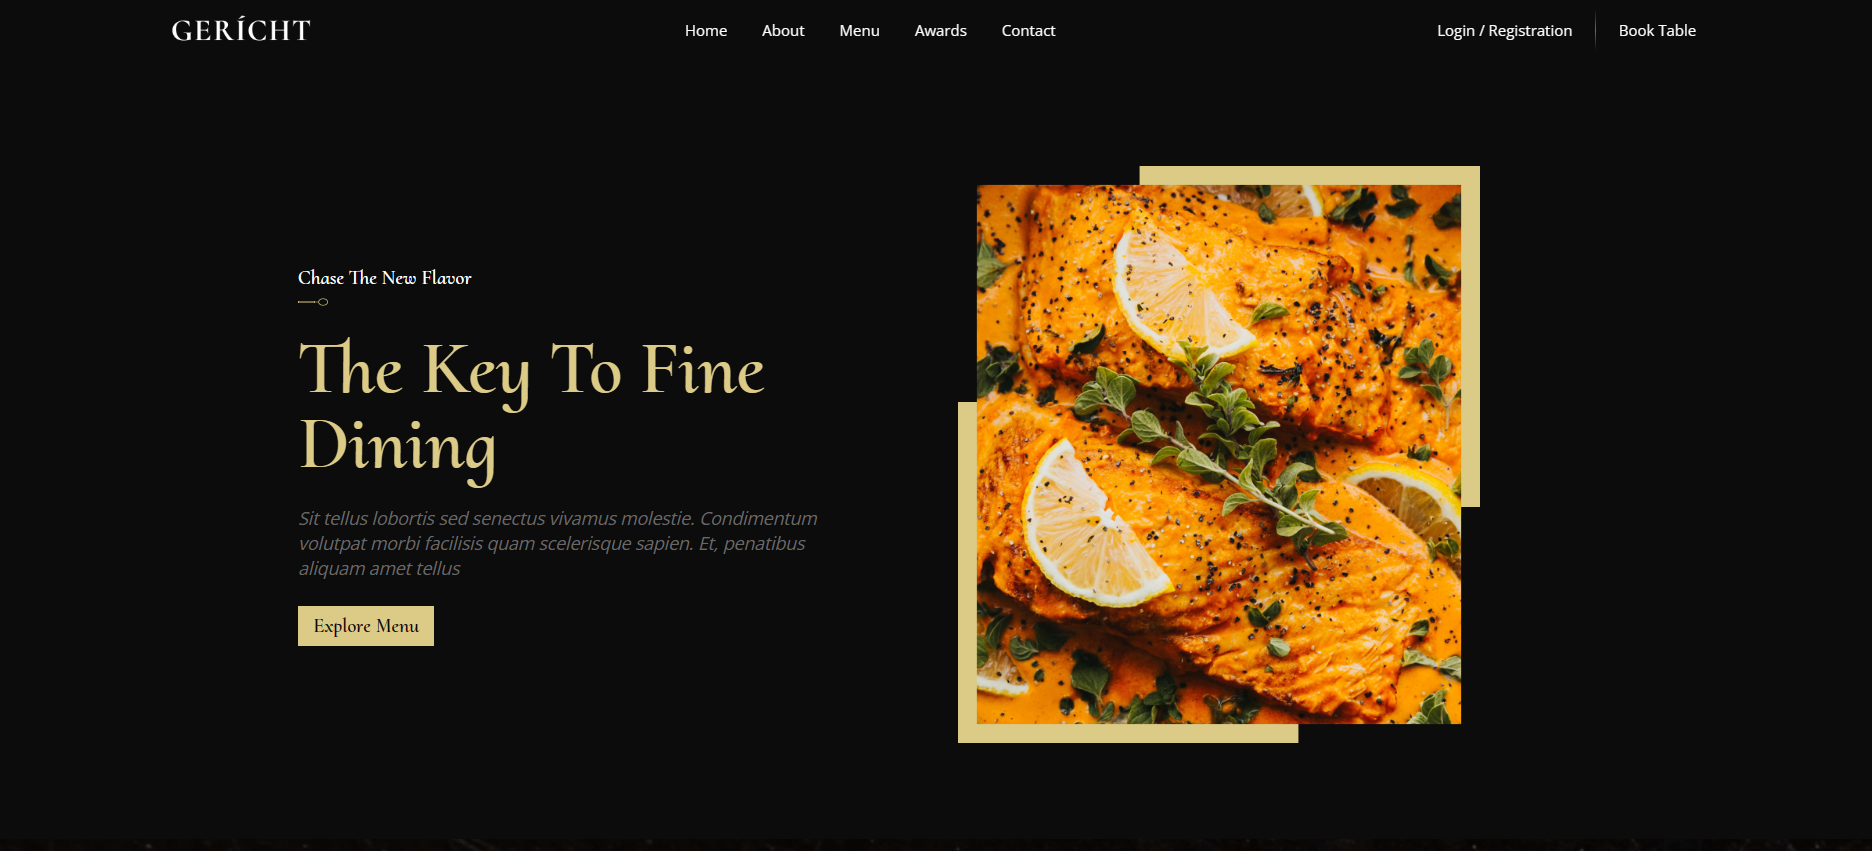 GERÍCHT
Home About Menu Awards Contact
Login / Registration Book Table
Chase The New Flavor
The Key To Fine
Dining
Sit tellus lobortis sed senectus vivamus molestie. Condimentum
volutpat morbi facilisis quam scelerisque sapien. Et, penatibus
aliquam amet tellus
Explore Menu